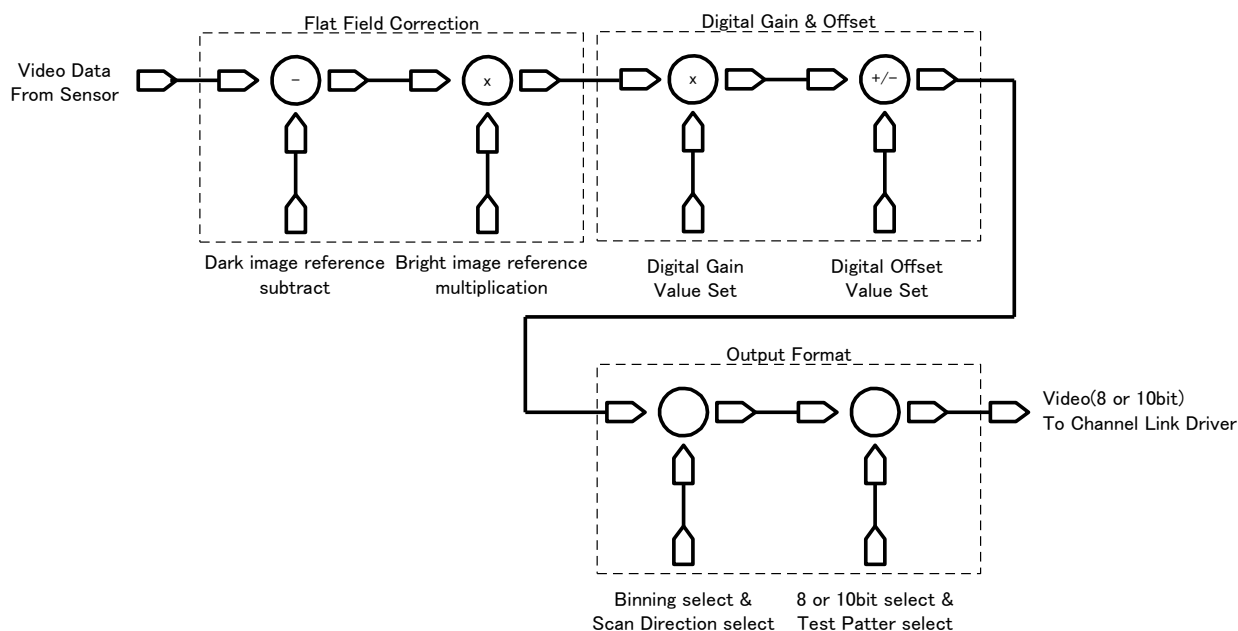 Flat Field Correction
Digital Gain & Offset
Video Data
From Sensor
-
x
x
+/-
Dark image reference
subtract
Bright image reference
multiplication
Digital Gain
Value Set
Digital Offset
Value Set
Output Format
Video(8 or 10bit)
To Channel Link Driver
Binning select &
Scan Direction select
8 or 10bit select &
Test Patter select